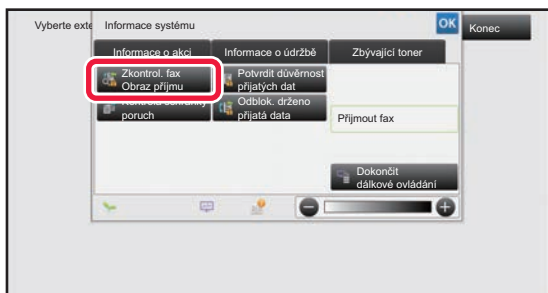 Vyberte exte
Informace systému
OK
Konec
Informace o akci
Informace o údržbě
Zbývající toner
Zkontrol. fax
Obraz příjmu
Potvrdit důvěrnost
přijatých dat
poruch
Odblok. drženo
přijatá data
Přijmout fax
Dokončit
dálkové ovládání